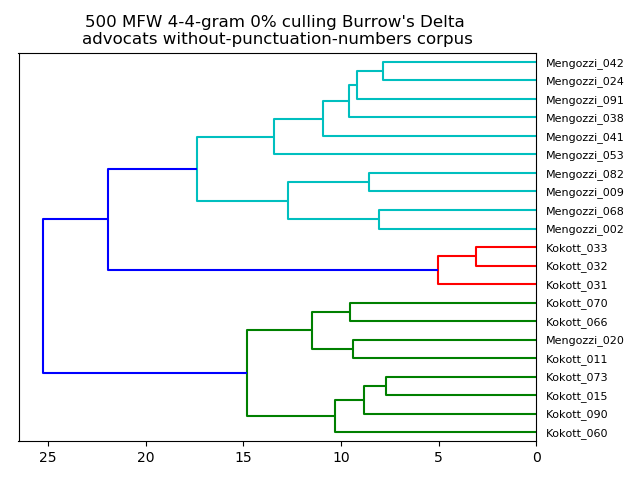 500 MFW 4-4-gram 0% culling Burrow's Delta
advocats without-punctuation-numbers corpus
Mengozzi_042
Mengozzi_024
Mengozzi_091
Mengozzi_038
Mengozzi_041
Mengozzi_053
Mengozzi_082
Mengozzi_009
Mengozzi_068
Mengozzi_002
Kokott_033
Kokott_032
Kokott_031
Kokott_070
Kokott_066
Mengozzi_020
Kokott_011
Kokott_073
Kokott_015
Kokott_090
Kokott_060
25 20 15 10 5 0